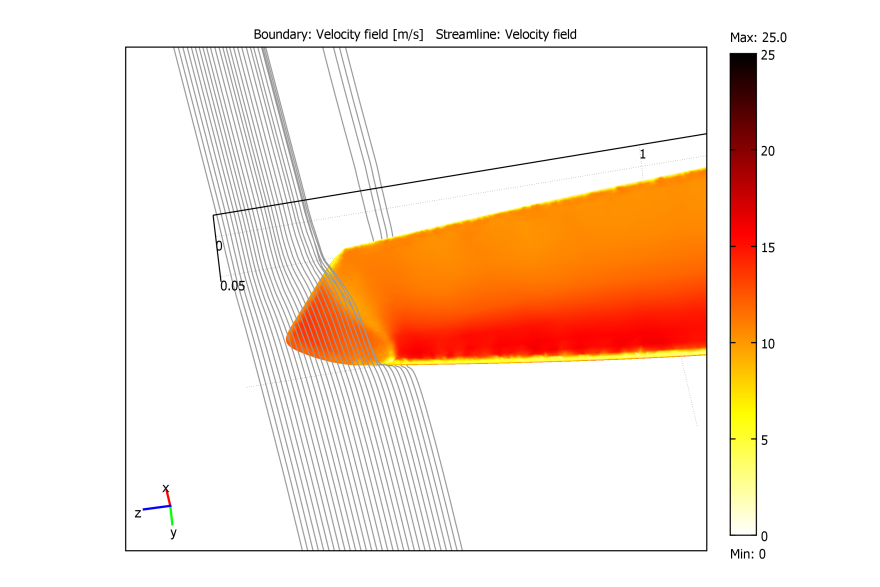 Boundary: Velocity field [m/s] Streamline: Velocity field
Max: 25.0
25
20
15
10
5
0
Min: 0
1
0
0.05
x
z
y